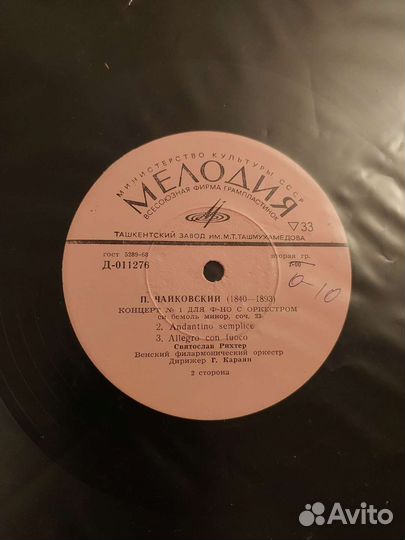 МИНИСТЕРСТВО КУЛЬТУРЫ СССР
МЕЛОДИЯ
ВСЕСОЮЗНАЯ ФИРМА ГРАМПЛАСТИНОК
▽33
ТАШКЕНТСКИЙ ЗАВОД ИМ. М.Т. ТАШМУХАМЕДОВА
гост 5289-68
вторая гр.
Д-011276
1-00
0-10
П. ЧАЙКОВСКИЙ (1840—1893)
КОНЦЕРТ № 1 ДЛЯ Ф-НО С ОРКЕСТРОМ
си бемоль минор, соч. 23
2. Andantino semplice
3. Allegro con fuoco
Святослав Рихтер
Венский филармонический оркестр
Дирижер Г. Караян
2 сторона
Avito